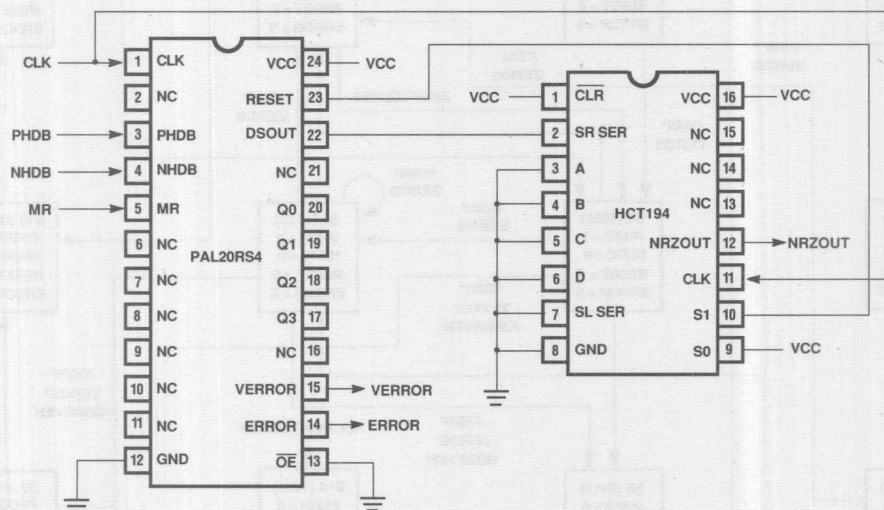 CLK
PHDB
NHDB
MR
1 CLK
2 NC
3 PHDB
4 NHDB
5 MR
6 NC
7 NC
8 NC
9 NC
10 NC
11 NC
12 GND
PAL20RS4
VCC 24
RESET 23
DSOUT 22
NC 21
Q0 20
Q1 19
Q2 18
Q3 17
NC 16
VERROR 15
ERROR 14
OE 13
VCC
VERROR
ERROR
VCC
1 CLR
2 SR SER
3 A
4 B
5 C
6 D
7 SL SER
8 GND
HCT194
VCC 16
NC 15
NC 14
NC 13
NRZOUT 12
CLK 11
S1 10
S0 9
VCC
NRZOUT
VCC